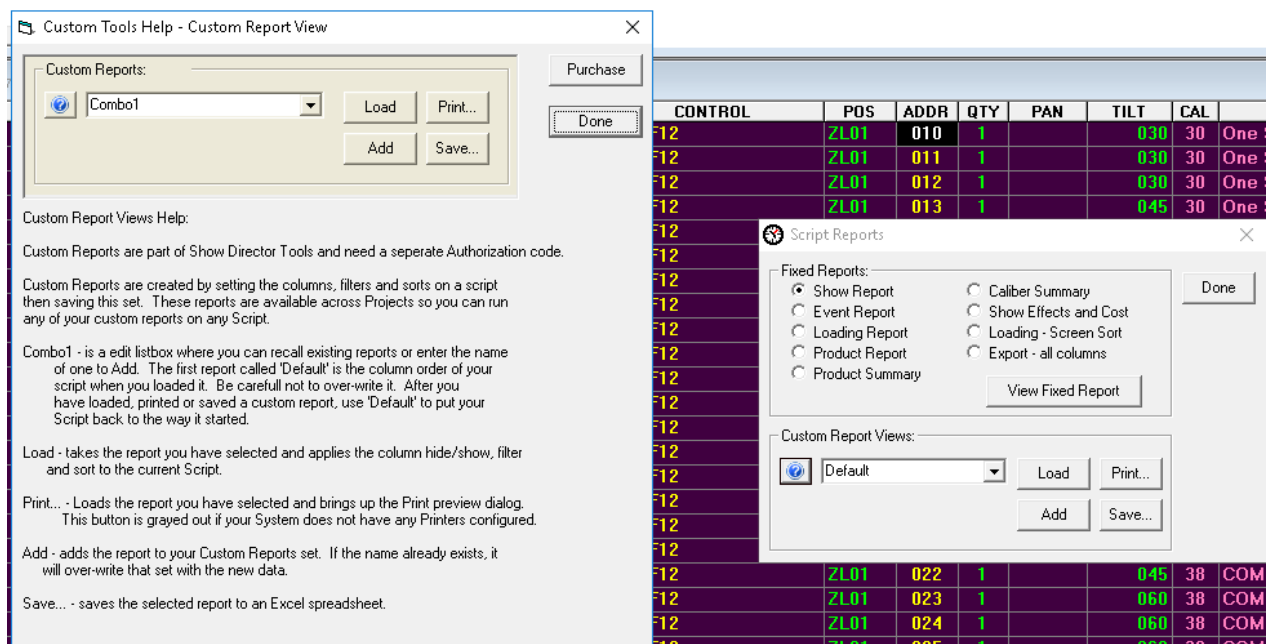 Custom Tools Help - Custom Report View
Custom Reports:
Combo1
Load
Print...
Add
Save...
Purchase
Done
Custom Report Views Help:
Custom Reports are part of Show Director Tools and need a seperate Authorization code.
Custom Reports are created by setting the columns, filters and sorts on a script
then saving this set. These reports are available across Projects so you can run
any of your custom reports on any Script.
Combo1 - is a edit listbox where you can recall existing reports or enter the name
of one to Add. The first report called 'Default' is the column order of your
script when you loaded it. Be carefull not to over-write it. After you
have loaded, printed or saved a custom report, use 'Default' to put your
Script back to the way it started.
Load - takes the report you have selected and applies the column hide/show, filter
and sort to the current Script.
Print... - Loads the report you have selected and brings up the Print preview dialog.
This button is grayed out if your System does not have any Printers configured.
Add - adds the report to your Custom Reports set. If the name already exists, it
will over-write that set with the new data.
Save... - saves the selected report to an Excel spreadsheet.
CONTROL POS ADDR QTY PAN TILT CAL
F12 ZL01 010 1 030 30 One
F12 ZL01 011 1 030 30 One
F12 ZL01 012 1 030 30 One
F12 ZL01 013 1 045 30 One
F12
F12
F12
F12
F12
F12
F12
F12
F12
F12
F12
F12
F12
F12
Script Reports
Fixed Reports:
Show Report
Event Report
Loading Report
Product Report
Product Summary
Caliber Summary
Show Effects and Cost
Loading - Screen Sort
Export - all columns
View Fixed Report
Done
Custom Report Views:
Default
Load
Print...
Add
Save...
F12 ZL01 022 1 045 38 COM
F12 ZL01 023 1 060 38 COM
F12 ZL01 024 1 060 38 COM